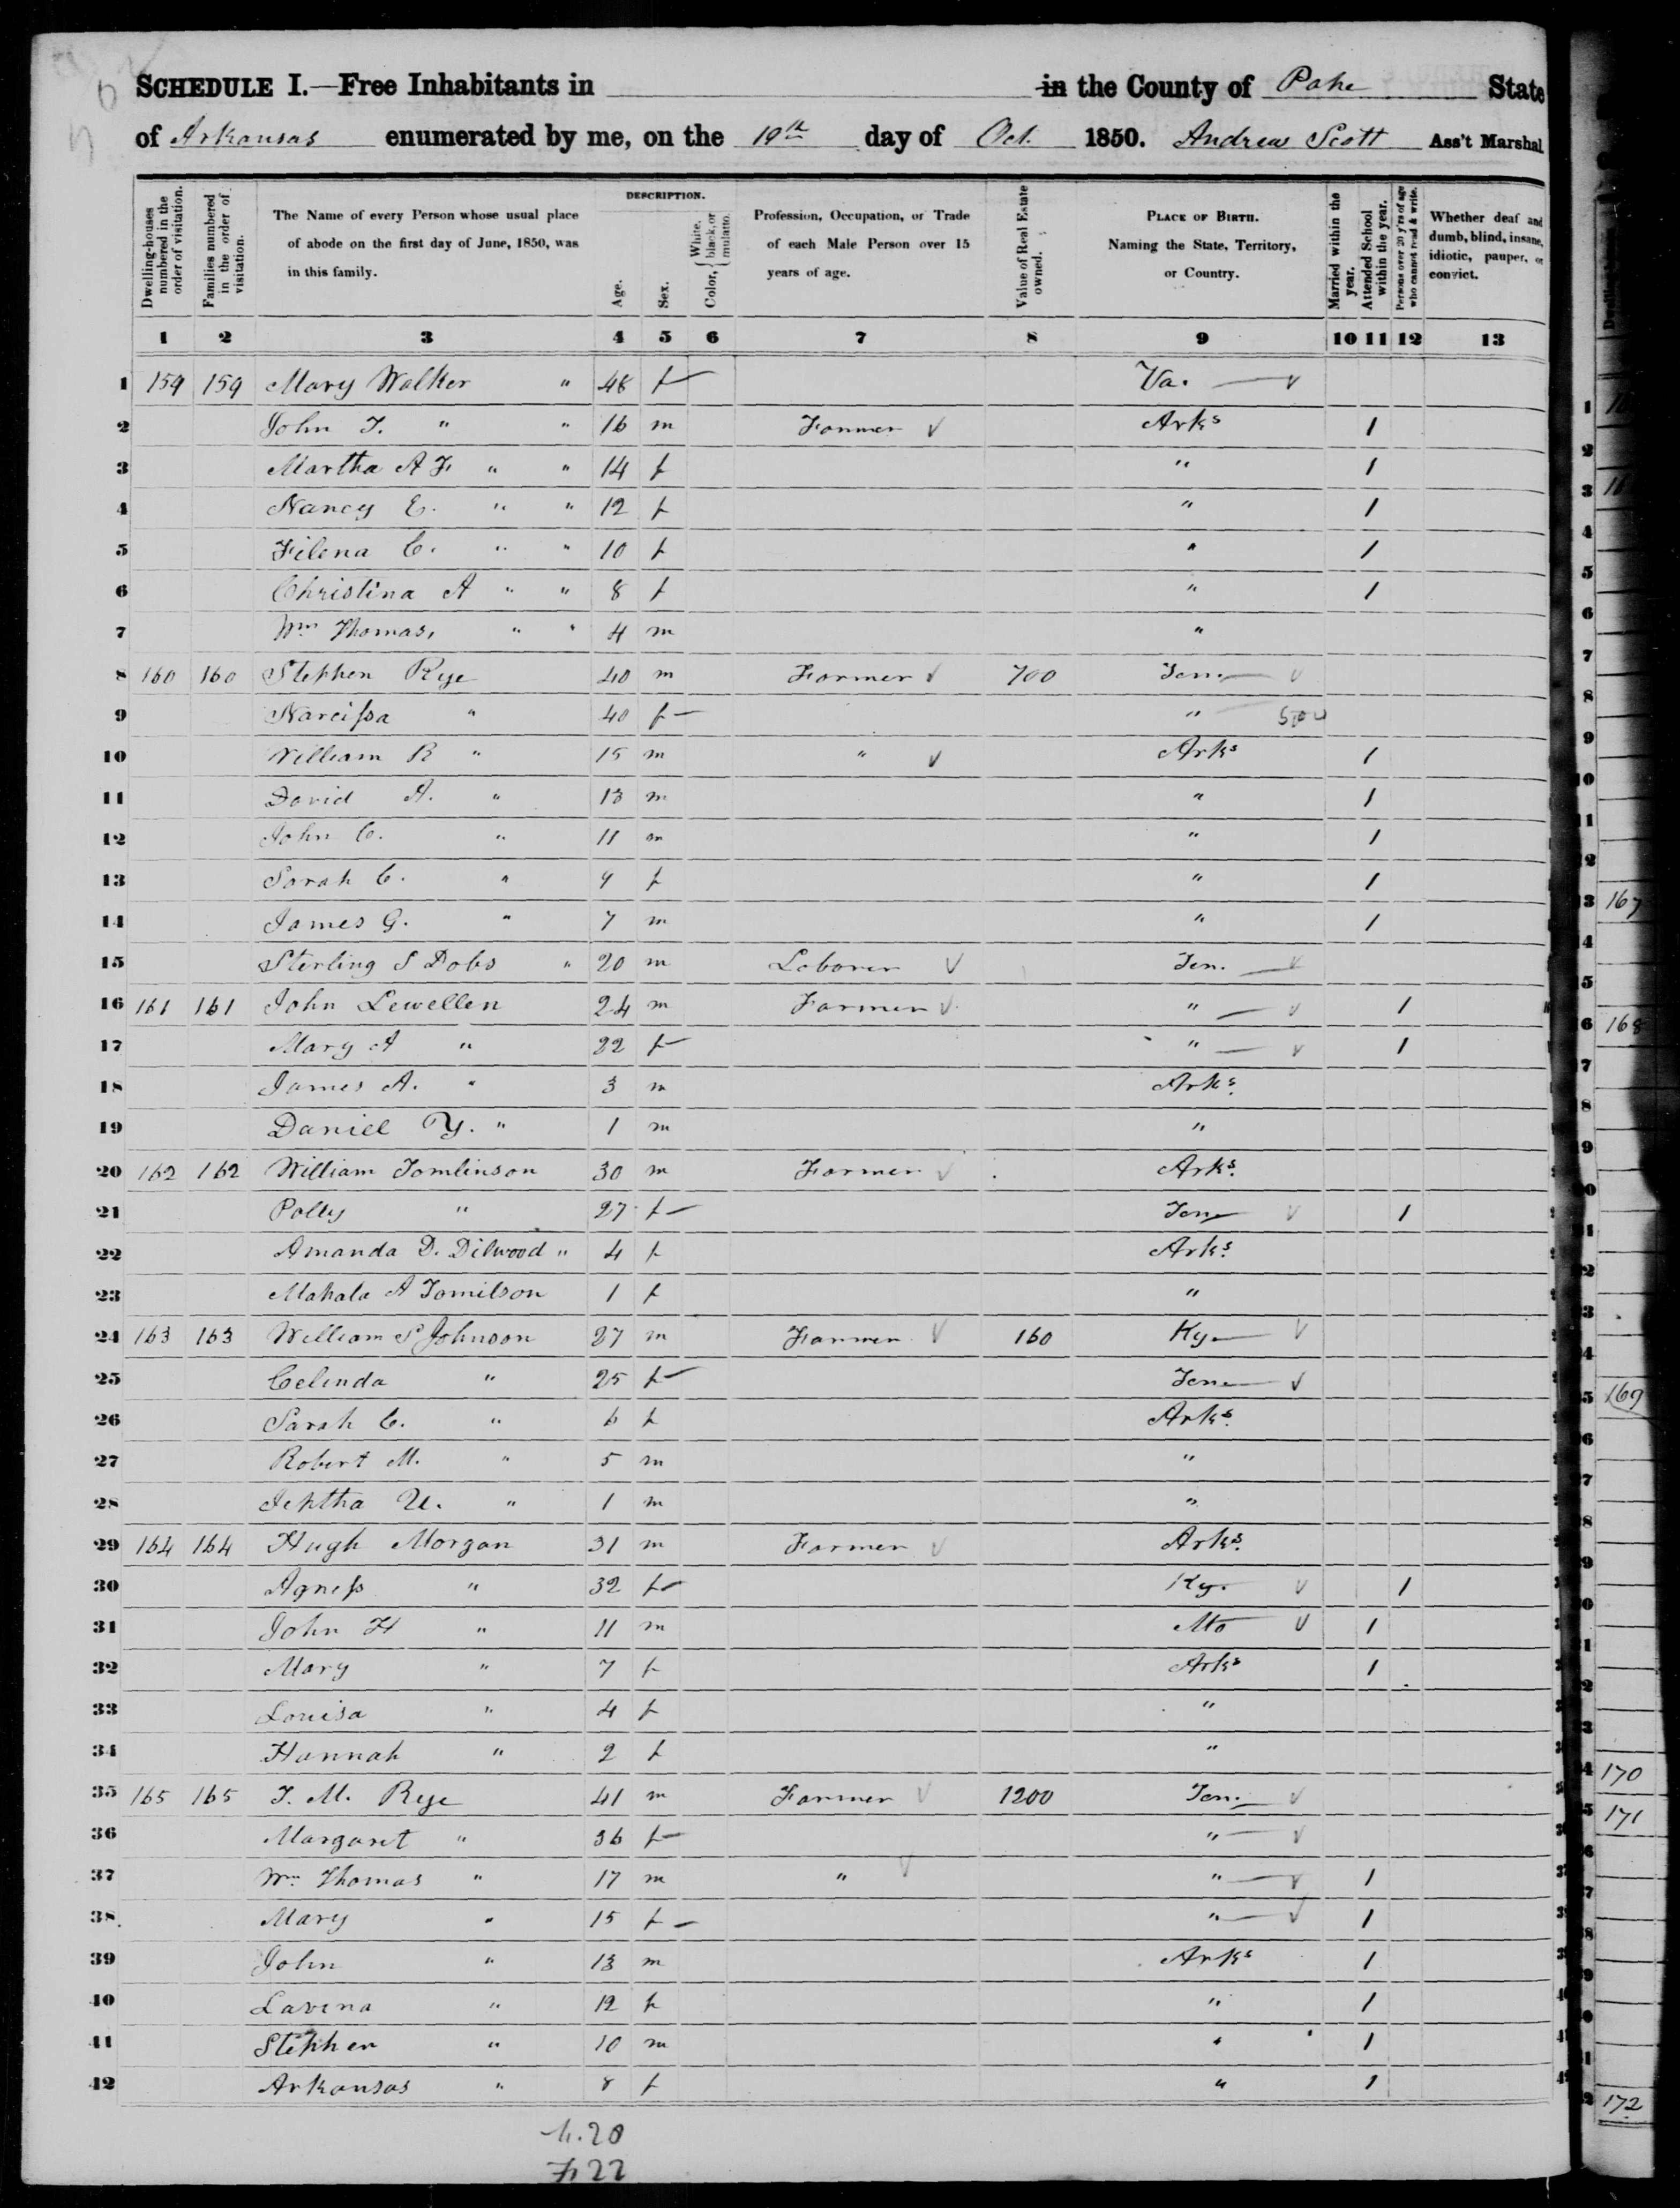 SCHEDULE I.—Free Inhabitants in in the County of Pope State
of Arkansas enumerated by me, on the 19th day of Oct. 1850. Andrew Scott Ass't Marshal.
Dwelling-houses numbered in the order of visitation.
Families numbered in the order of visitation.
The Name of every Person whose usual place of abode on the first day of June, 1850, was in this family.
DESCRIPTION.
Age.
Sex.
Color, { White, black, or mulatto.
Profession, Occupation, or Trade of each Male Person over 15 years of age.
Value of Real Estate owned.
PLACE OF BIRTH. Naming the State, Territory, or Country.
Married within the year.
Attended School within the year.
Persons over 20 y'rs of age who cannot read & write.
Whether deaf and dumb, blind, insane, idiotic, pauper, or convict.
1 2 3 4 5 6 7 8 9 10 11 12 13
1 159 159 Mary Walker " 48 f Va.
2 John T. " " 16 m Farmer Arks 1
3 Martha A F " " 14 f " 1
4 Nancy E. " " 12 f " 1
5 Filena C. " " 10 f " 1
6 Christina A " " 8 f " 1
7 Wm Thomas, " " 4 m "
8 160 160 Stephen Rye 40 m Farmer 700 Ten.
9 Narcissa " 40 f "
10 William R " 15 m " Arks 1
11 David A. " 13 m " 1
12 John C. " 11 m " 1
13 Sarah C. " 9 f " 1
14 James G. " 7 m " 1
15 Sterling S Dobs " 20 m Laborer Ten.
16 161 161 John Lewellen 24 m Farmer " 1
17 Mary A " 22 f " 1
18 James A. " 3 m Arks.
19 Daniel Y. " 1 m "
20 162 162 William Tomlinson 30 m Farmer Arks.
21 Polly " 27 f Ten 1
22 Amanda D. Dilwood " 4 f Arks.
23 Mahala A Tomilson 1 f "
24 163 163 William S Johnson 27 m Farmer 160 Ky
25 Celinda " 25 f Ten
26 Sarah C. " 6 f Arks.
27 Robert M. " 5 m "
28 Jeptha U. " 1 m "
29 164 164 Hugh Morgan 31 m Farmer Arks.
30 Agness " 32 f Ky. 1
31 John H " 11 m Mo 1
32 Mary " 7 f Arks 1
33 Louisa " 4 f "
34 Hannah " 2 f "
35 165 165 T. M. Rye 41 m Farmer 1200 Ten.
36 Margaret " 36 f "
37 Wm Thomas " 17 m " " 1
38 Mary " 15 f " 1
39 John " 13 m Arks 1
40 Lavina " 12 f " 1
41 Stephen " 10 m " 1
42 Arkansas " 8 f " 1
20
22
167
168
169
170
171
172